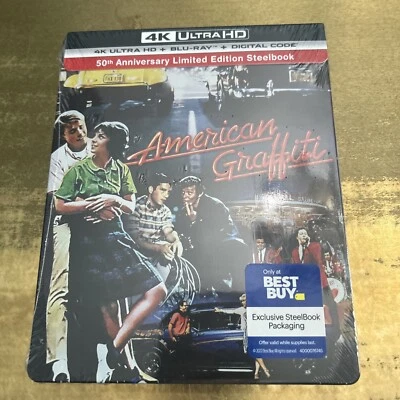 4K ULTRA HD
4K ULTRA HD + BLU-RAY + DIGITAL CODE
50th Anniversary Limited Edition Steelbook
American
Graffiti
Only at
BEST
BUY
Exclusive SteelBook
Packaging
Offer valid while supplies last.